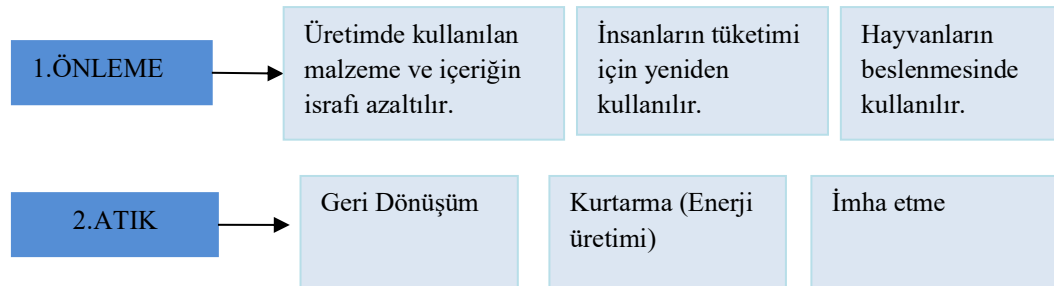 1.ÖNLEME
Üretimde kullanılan
malzeme ve içeriğin
israfı azaltılır.
İnsanların tüketimi
için yeniden
kullanılır.
Hayvanların
beslenmesinde
kullanılır.
2.ATIK
Geri Dönüşüm
Kurtarma (Enerji
üretimi)
İmha etme